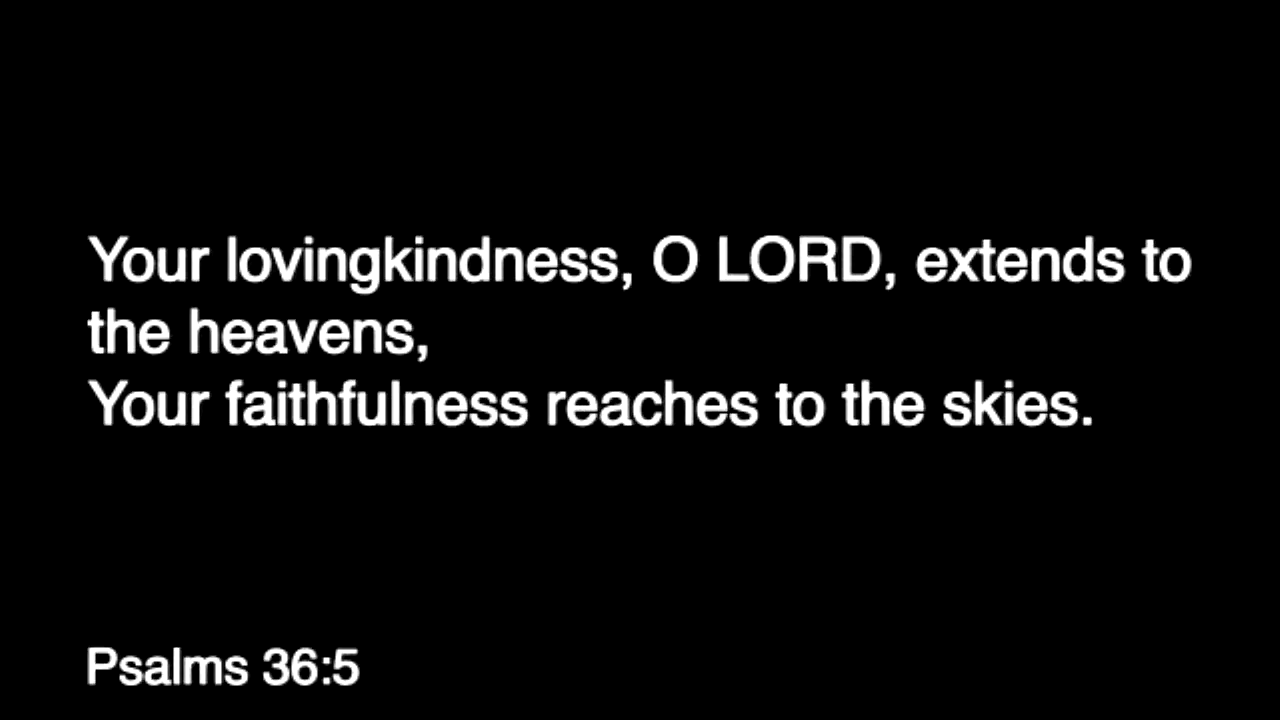 Your lovingkindness, O LORD, extends to
the heavens,
Your faithfulness reaches to the skies.
Psalms 36:5